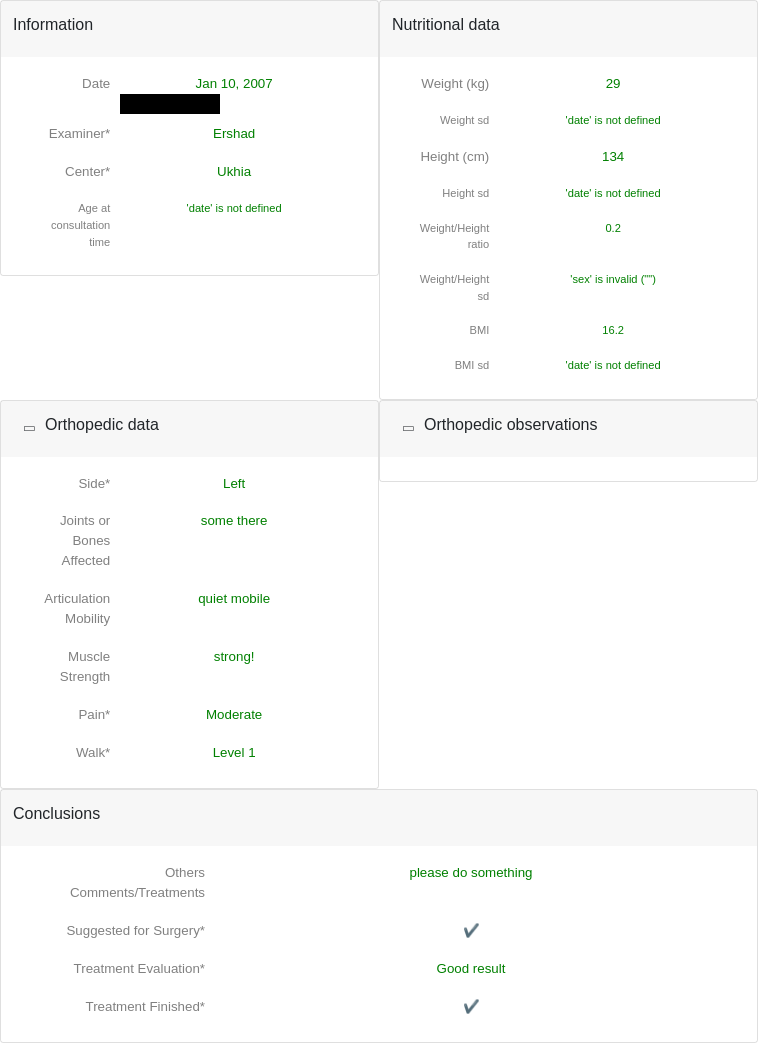 Information
Date Jan 10, 2007
Examiner* Ershad
Center* Ukhia
Age at 'date' is not defined
consultation
time
Nutritional data
Weight (kg) 29
Weight sd 'date' is not defined
Height (cm) 134
Height sd 'date' is not defined
Weight/Height 0.2
ratio
Weight/Height 'sex' is invalid ("")
sd
BMI 16.2
BMI sd 'date' is not defined
Orthopedic data
Side* Left
Joints or some there
Bones
Affected
Articulation quiet mobile
Mobility
Muscle strong!
Strength
Pain* Moderate
Walk* Level 1
Orthopedic observations
Conclusions
Others please do something
Comments/Treatments
Suggested for Surgery* ✔
Treatment Evaluation* Good result
Treatment Finished* ✔